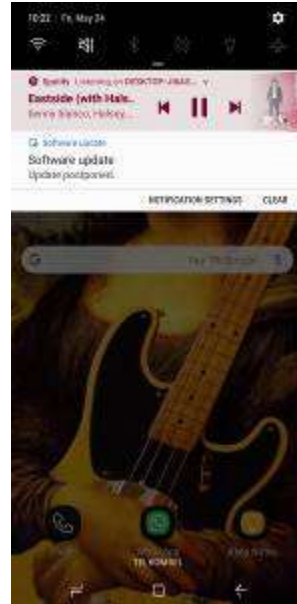 10:22 Fri, May 24
Spotify Listening on DESKTOP-
Eastside (with Hals...
benny blanco, Halsey,
Software update
Software update
Update postponed.
NOTIFICATION SETTINGS CLEAR